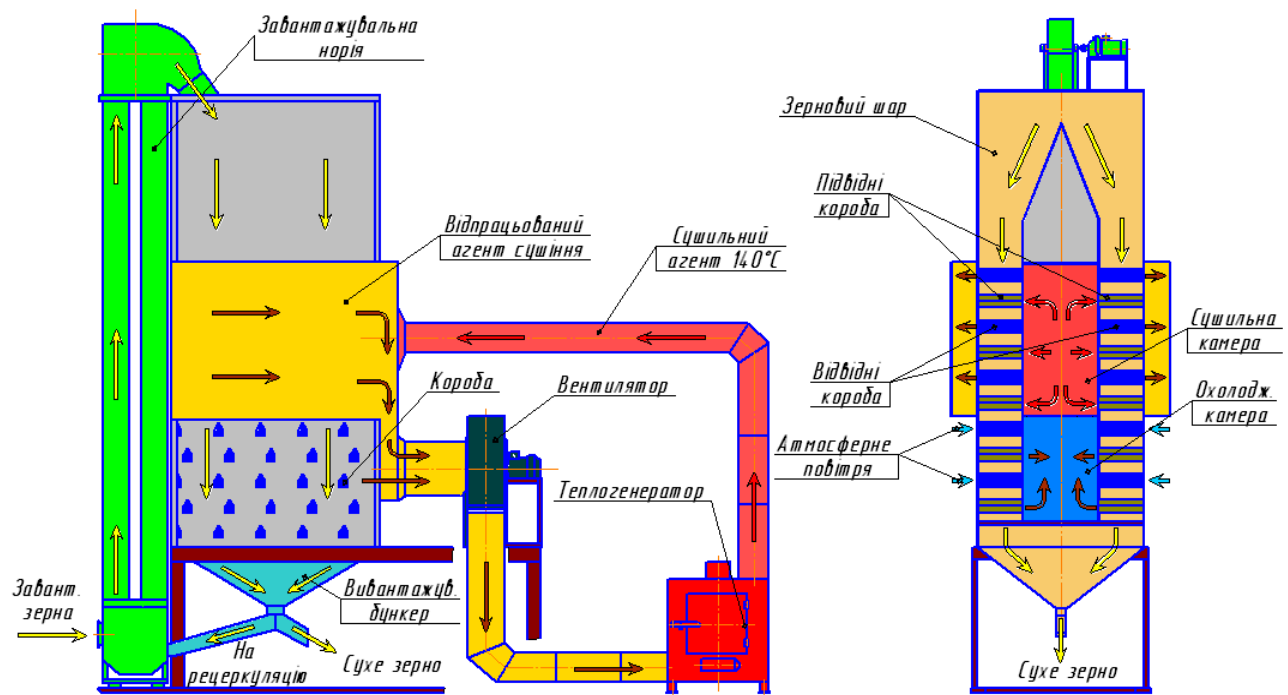 Завантажувальна
норія
Відпрацьований
агент сушіння
Сушильний
агент 140°С
Короба
Вентилятор
Теплогенератор
Завант.
зерна
Вивантажув.
бункер
На
рецеркуляцію
Сухе зерно
Зерновий шар
Підвідні
короба
Відвідні
короба
Атмосферне
повітря
Сушильна
камера
Охолодж.
камера
Сухе зерно